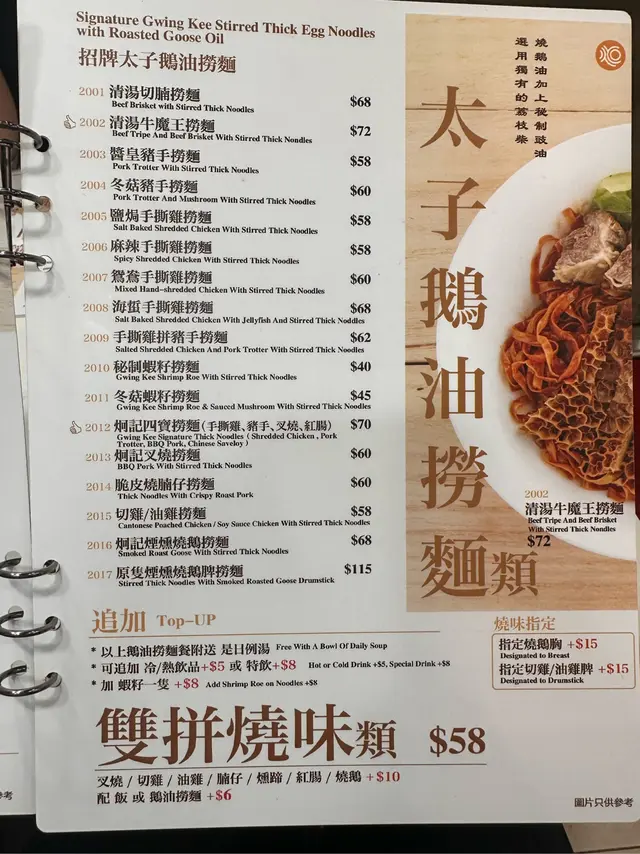 Signature Gwing Kee Stirred Thick Egg Noodles
with Roasted Goose Oil
招牌太子鵝油撈麵
2001 清湯切腩撈麵 $68
Beef Brisket with Stirred Thick Noodles
2002 清湯牛魔王撈麵 $72
Beef Tripe And Beef Brisket With Stirred Thick Nondles
2003 醬皇豬手撈麵 $58
Pork Trotter With Stirred Thick Noodles
2004 冬菇豬手撈麵 $60
Pork Trotter And Mushroom With Stirred Thick Noodles
2005 鹽焗手撕雞撈麵 $58
Salt Baked Shredded Chicken With Stirred Thick Noodles
2006 麻辣手撕雞撈麵 $58
Spicy Shredded Chicken With Stirred Thick Noodles
2007 鴛鴦手撕雞撈麵 $60
Mixed Hand-shredded Chicken With Stirred Thick Noodles
2008 海蜇手撕雞撈麵 $68
Salt Baked Shredded Chicken With Jellyfish And Stirred Thick Noddles
2009 手撕雞拼豬手撈麵 $62
Salted Shredded Chicken And Pork Trotter With Stirred Thick Noodles
2010 秘制蝦籽撈麵 $40
Gwing Kee Shrimp Roe With Stirred Thick Noodles
2011 冬菇蝦籽撈麵 $45
Gwing Kee Shrimp Roe & Sauced Mushroom With Stirred Thick Noodles
2012 炯記四寶撈麵(手撕雞、豬手、叉燒、紅腸) $70
Gwing Kee Signature Thick Noodles ( Shredded Chicken , Pork
Trotter, BBQ Pork, Chinese Saveloy )
2013 炯記叉燒撈麵 $60
BBQ Pork With Stirred Thick Noodles
2014 脆皮燒腩仔撈麵 $60
Thick Noodles With Crispy Roast Pork
2015 切雞/油雞撈麵 $58
Cantonese Poached Chicken / Soy Sauce Chicken With Stirred Thick Noodles
2016 炯記煙燻燒鵝撈麵 $68
Smoked Roast Goose With Stirred Thick Noodles
2017 原隻煙燻燒鵝脾撈麵 $115
Stirred Thick Noodles With Smoked Roasted Goose Drumstick
追加 Top-UP
* 以上鵝油撈麵餐附送 是日例湯 Free With A Bowl Of Daily Soup
* 可追加 冷/熱飲品+$5 或 特飲+$8 Hot or Cold Drink +$5, Special Drink +$8
* 加 蝦籽一隻 +$8 Add Shrimp Roe on Noodles +$8
雙拼燒味類 $58
叉燒 / 切雞 / 油雞 / 腩仔 / 燻蹄 / 紅腸 / 燒鵝 +$10
配 飯 或 鵝油撈麵 +$6
燒鵝油加上秘制豉油
選用獨有的荔枝柴
太子鵝油撈麵類
2002
清湯牛魔王撈麵
Beef Tripe And Beef Brisket
With Stirred Thick Noodles
$72
燒味指定
指定燒鵝胸 +$15
Designated to Breast
指定切雞/油雞脾 +$15
Designated to Drumstick
圖片只供參考
參考